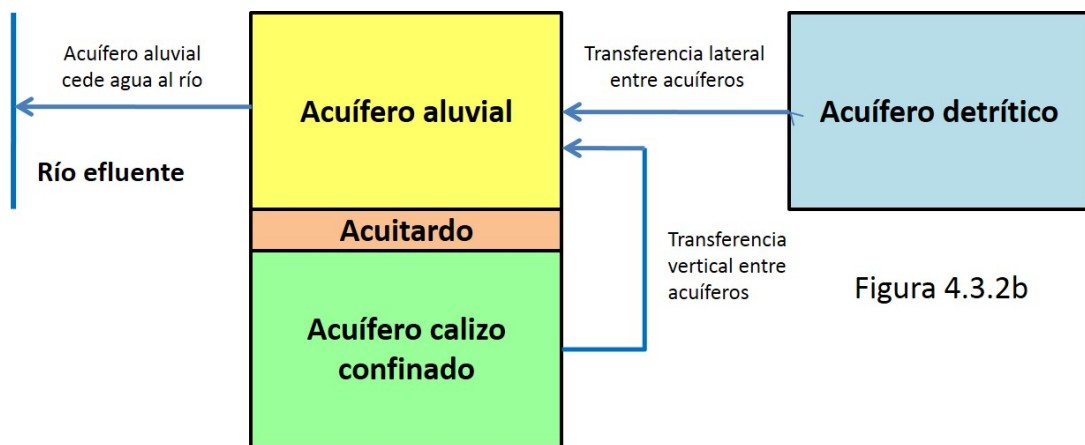 Acuífero aluvial
cede agua al río
Río efluente
Acuífero aluvial
Transferencia lateral
entre acuíferos
Acuífero detrítico
Acuitardo
Transferencia
vertical entre
acuíferos
Acuífero calizo
confinado
Figura 4.3.2b